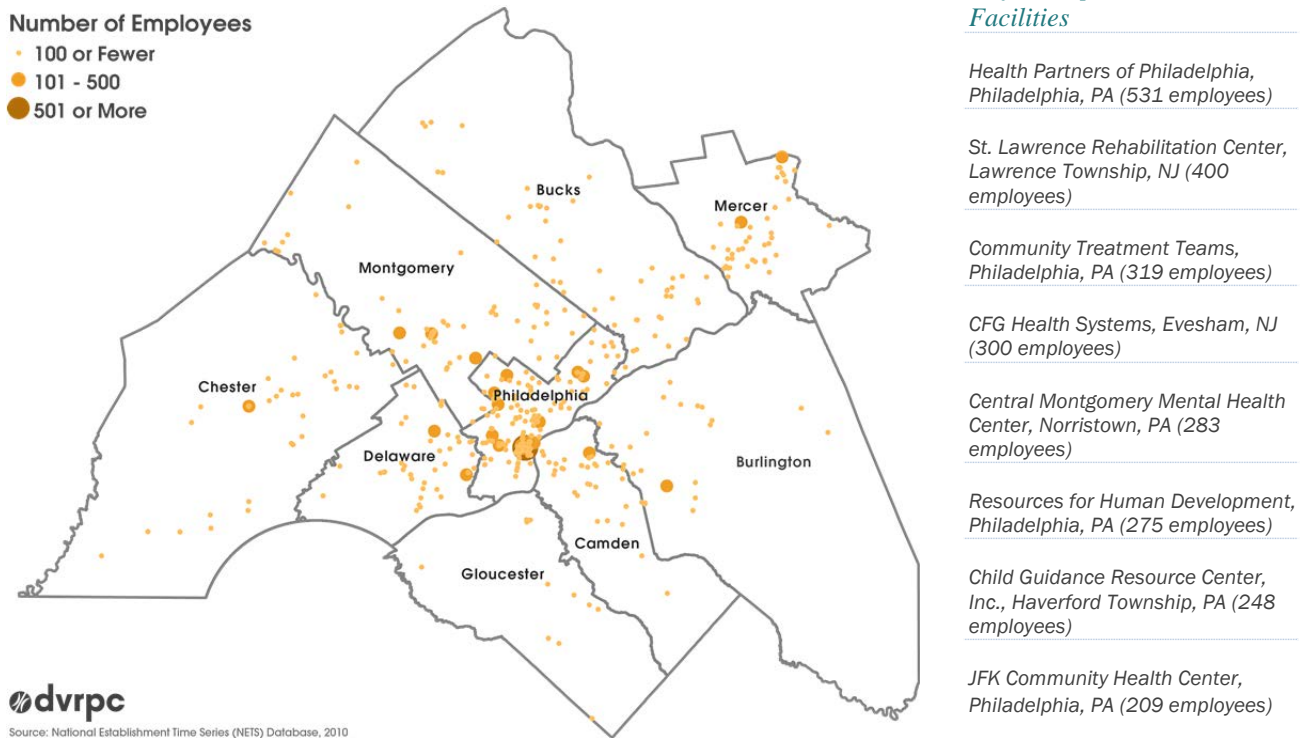 Number of Employees
100 or Fewer
101 - 500
501 or More
Bucks
Mercer
Montgomery
Chester
Philadelphia
Delaware
Burlington
Camden
Gloucester
dvrpc
Source: National Establishment Time Series (NETS) Database, 2010
Facilities
Health Partners of Philadelphia,
Philadelphia, PA (531 employees)
St. Lawrence Rehabilitation Center,
Lawrence Township, NJ (400
employees)
Community Treatment Teams,
Philadelphia, PA (319 employees)
CFG Health Systems, Evesham, NJ
(300 employees)
Central Montgomery Mental Health
Center, Norristown, PA (283
employees)
Resources for Human Development,
Philadelphia, PA (275 employees)
Child Guidance Resource Center,
Inc., Haverford Township, PA (248
employees)
JFK Community Health Center,
Philadelphia, PA (209 employees)